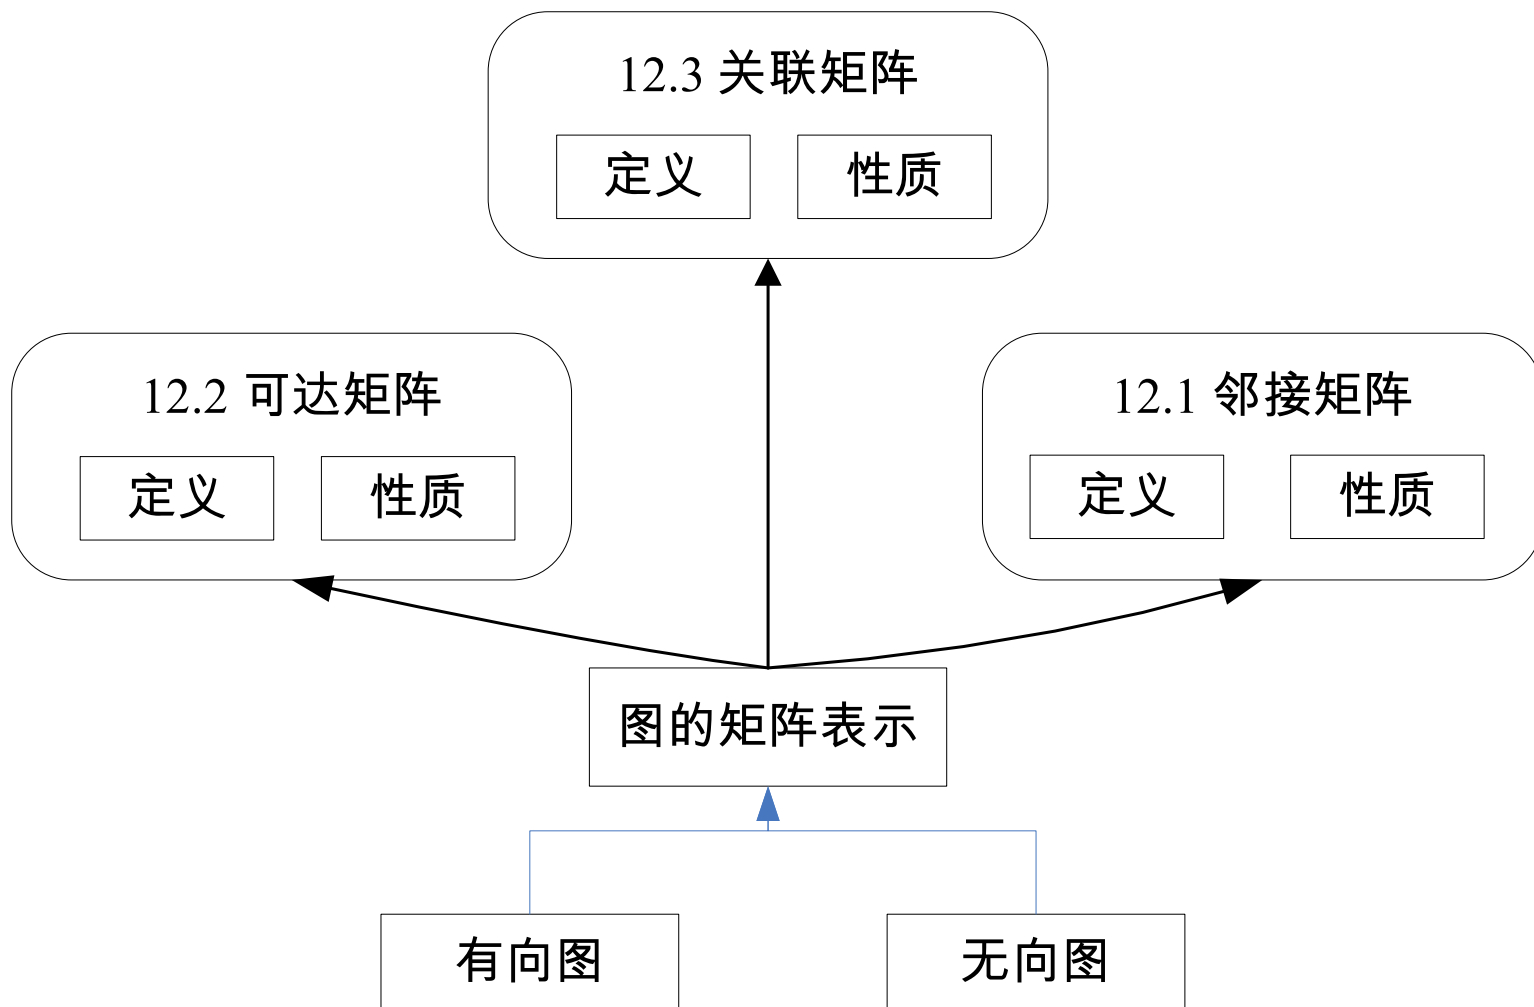 12.3 关联矩阵
定义 性质
12.2 可达矩阵
定义 性质
12.1 邻接矩阵
定义 性质
图的矩阵表示
有向图 无向图